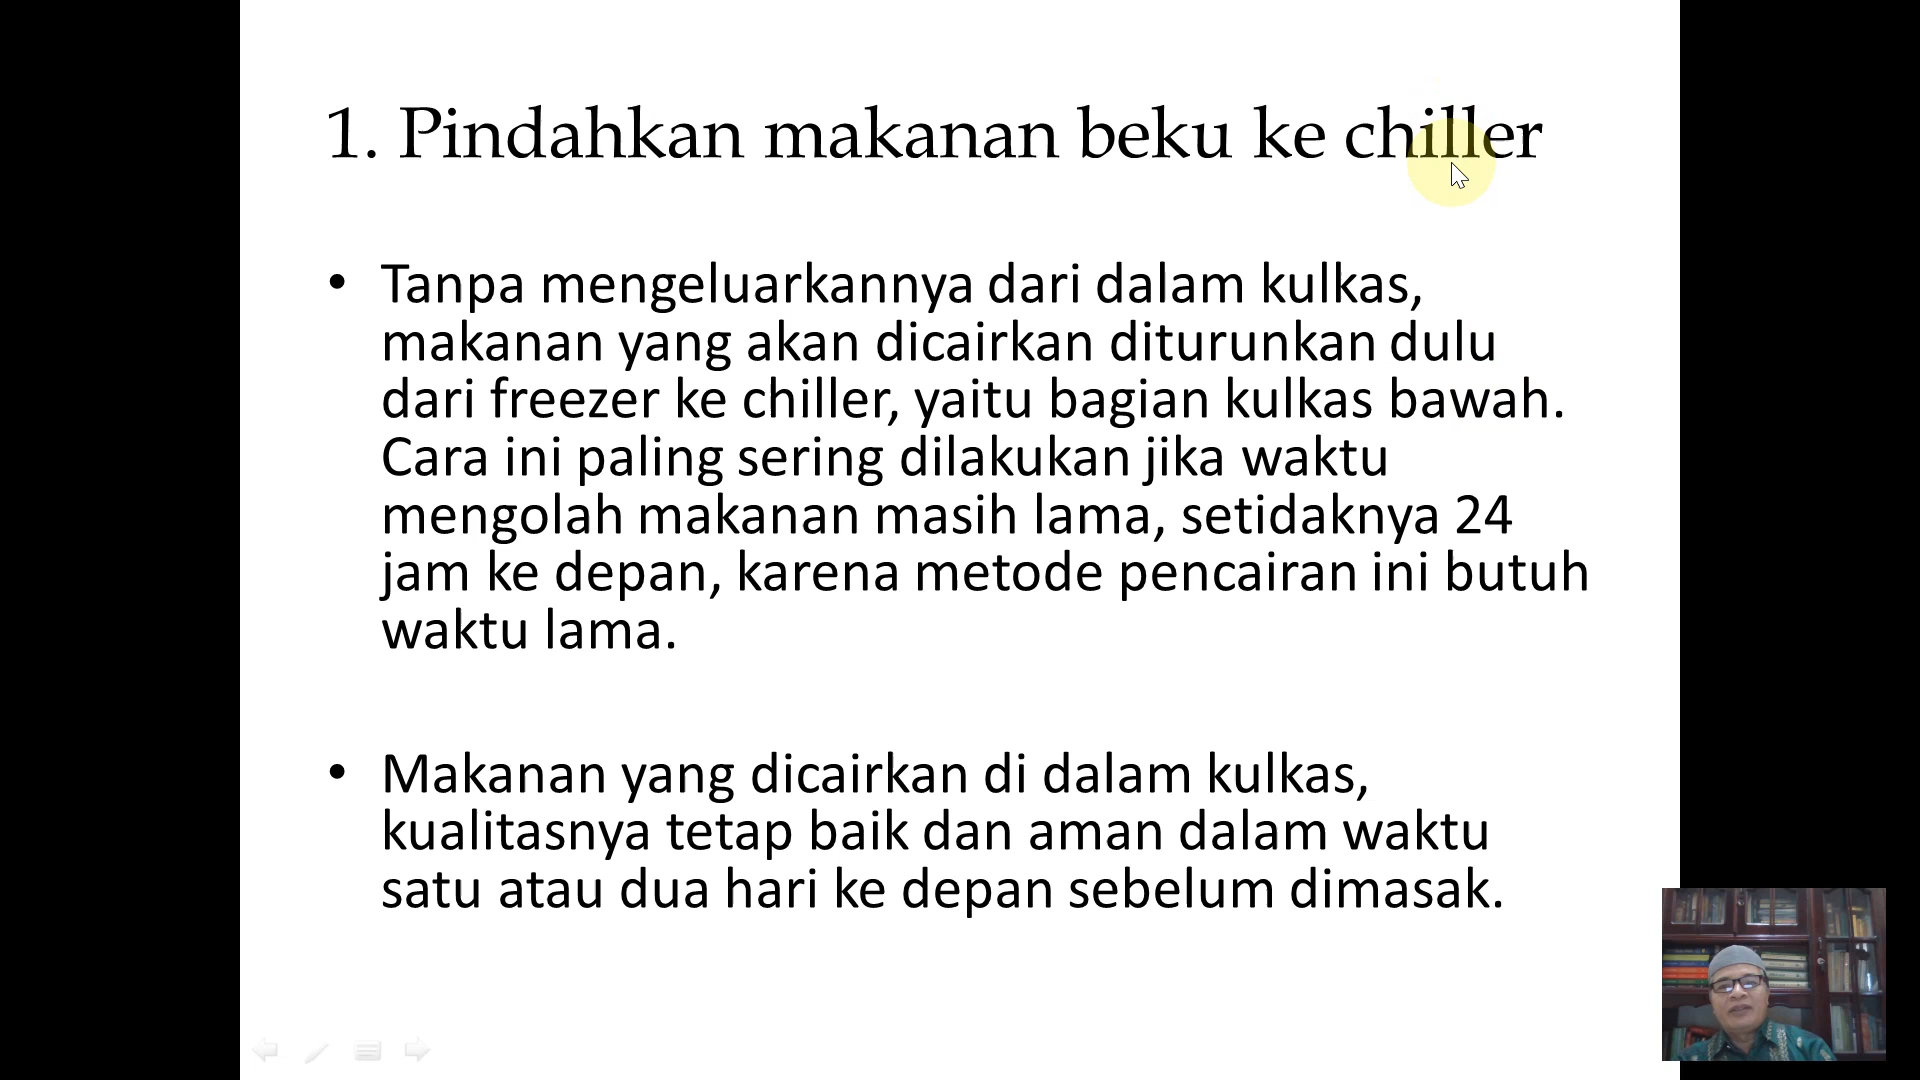 1. Pindahkan makanan beku ke chiller
• Tanpa mengeluarkannya dari dalam kulkas,
makanan yang akan dicairkan diturunkan dulu
dari freezer ke chiller, yaitu bagian kulkas bawah.
Cara ini paling sering dilakukan jika waktu
mengolah makanan masih lama, setidaknya 24
jam ke depan, karena metode pencairan ini butuh
waktu lama.
• Makanan yang dicairkan di dalam kulkas,
kualitasnya tetap baik dan aman dalam waktu
satu atau dua hari ke depan sebelum dimasak.